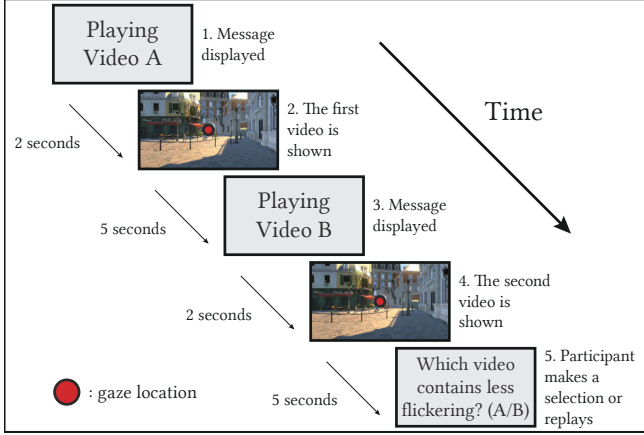 Playing
Video A
1. Message
displayed
2 seconds
2. The first
video is
shown
Time
5 seconds
Playing
Video B
3. Message
displayed
2 seconds
4. The second
video is
shown
5 seconds
Which video
contains less
flickering? (A/B)
5. Participant
makes a
selection or
replays
: gaze location